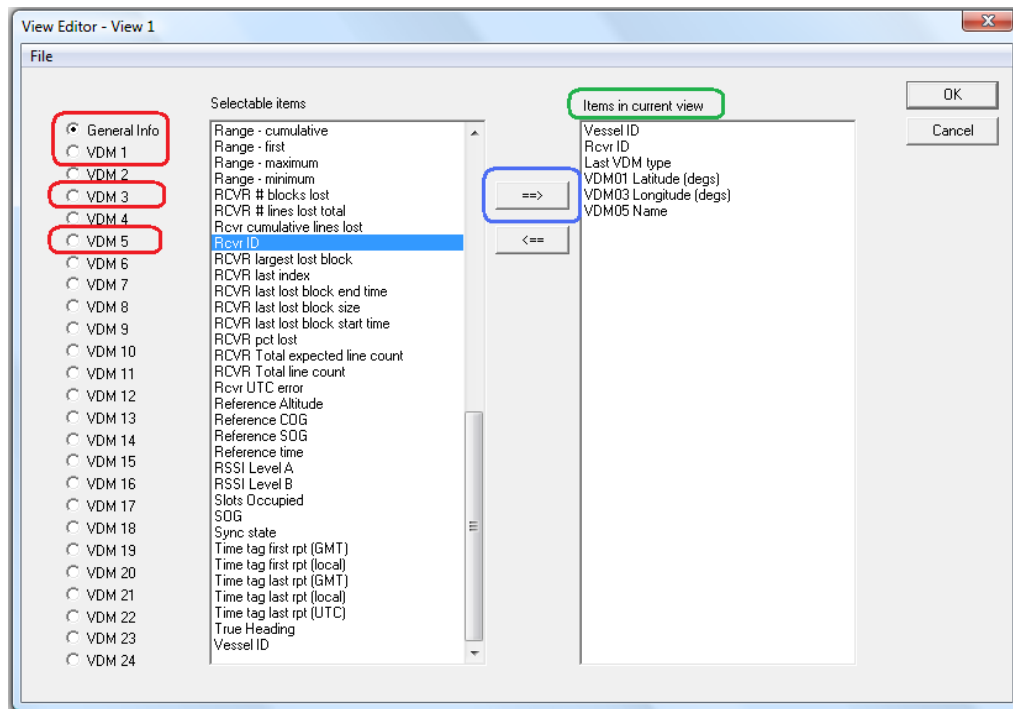 View Editor - View 1
X
File
Selectable items
Items in current view
OK
Cancel
General Info
VDM 1
VDM 2
VDM 3
VDM 4
VDM 5
VDM 6
VDM 7
VDM 8
VDM 9
VDM 10
VDM 11
VDM 12
VDM 13
VDM 14
VDM 15
VDM 16
VDM 17
VDM 18
VDM 19
VDM 20
VDM 21
VDM 22
VDM 23
VDM 24
Range - cumulative
Range - first
Range - maximum
Range - minimum
RCVR # blocks lost
RCVR # lines lost total
Rcvr cumulative lines lost
Rcvr ID
RCVR largest lost block
RCVR last index
RCVR last lost block end time
RCVR last lost block size
RCVR last lost block start time
RCVR pct lost
RCVR Total expected line count
RCVR Total line count
Rcvr UTC error
Reference Altitude
Reference COG
Reference SOG
Reference time
RSSI Level A
RSSI Level B
Slots Occupied
SOG
Sync state
Time tag first rpt (GMT)
Time tag first rpt (local)
Time tag last rpt (GMT)
Time tag last rpt (local)
Time tag last rpt (UTC)
True Heading
Vessel ID
==>
<==
Vessel ID
Rcvr ID
Last VDM type
VDM01 Latitude (degs)
VDM03 Longitude (degs)
VDM05 Name